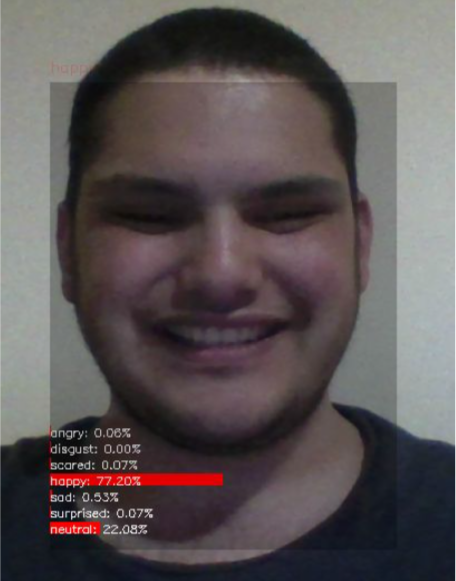 happy
angry: 0.06%
disgust: 0.00%
scared: 0.07%
happy: 77.20%
sad: 0.53%
surprised: 0.07%
neutral: 22.08%